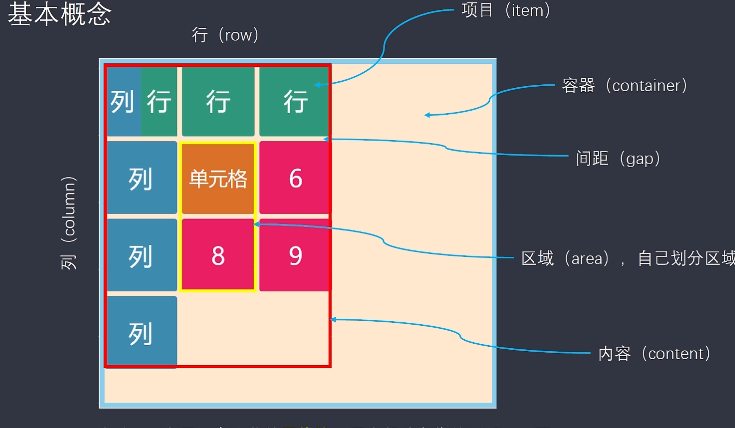 基本概念
项目（item）
行（row）
容器（container）
列 行 行 行
间距（gap）
列 单元格 6
列（column）
列 8 9
区域（area），自己划分区域
列
内容（content）